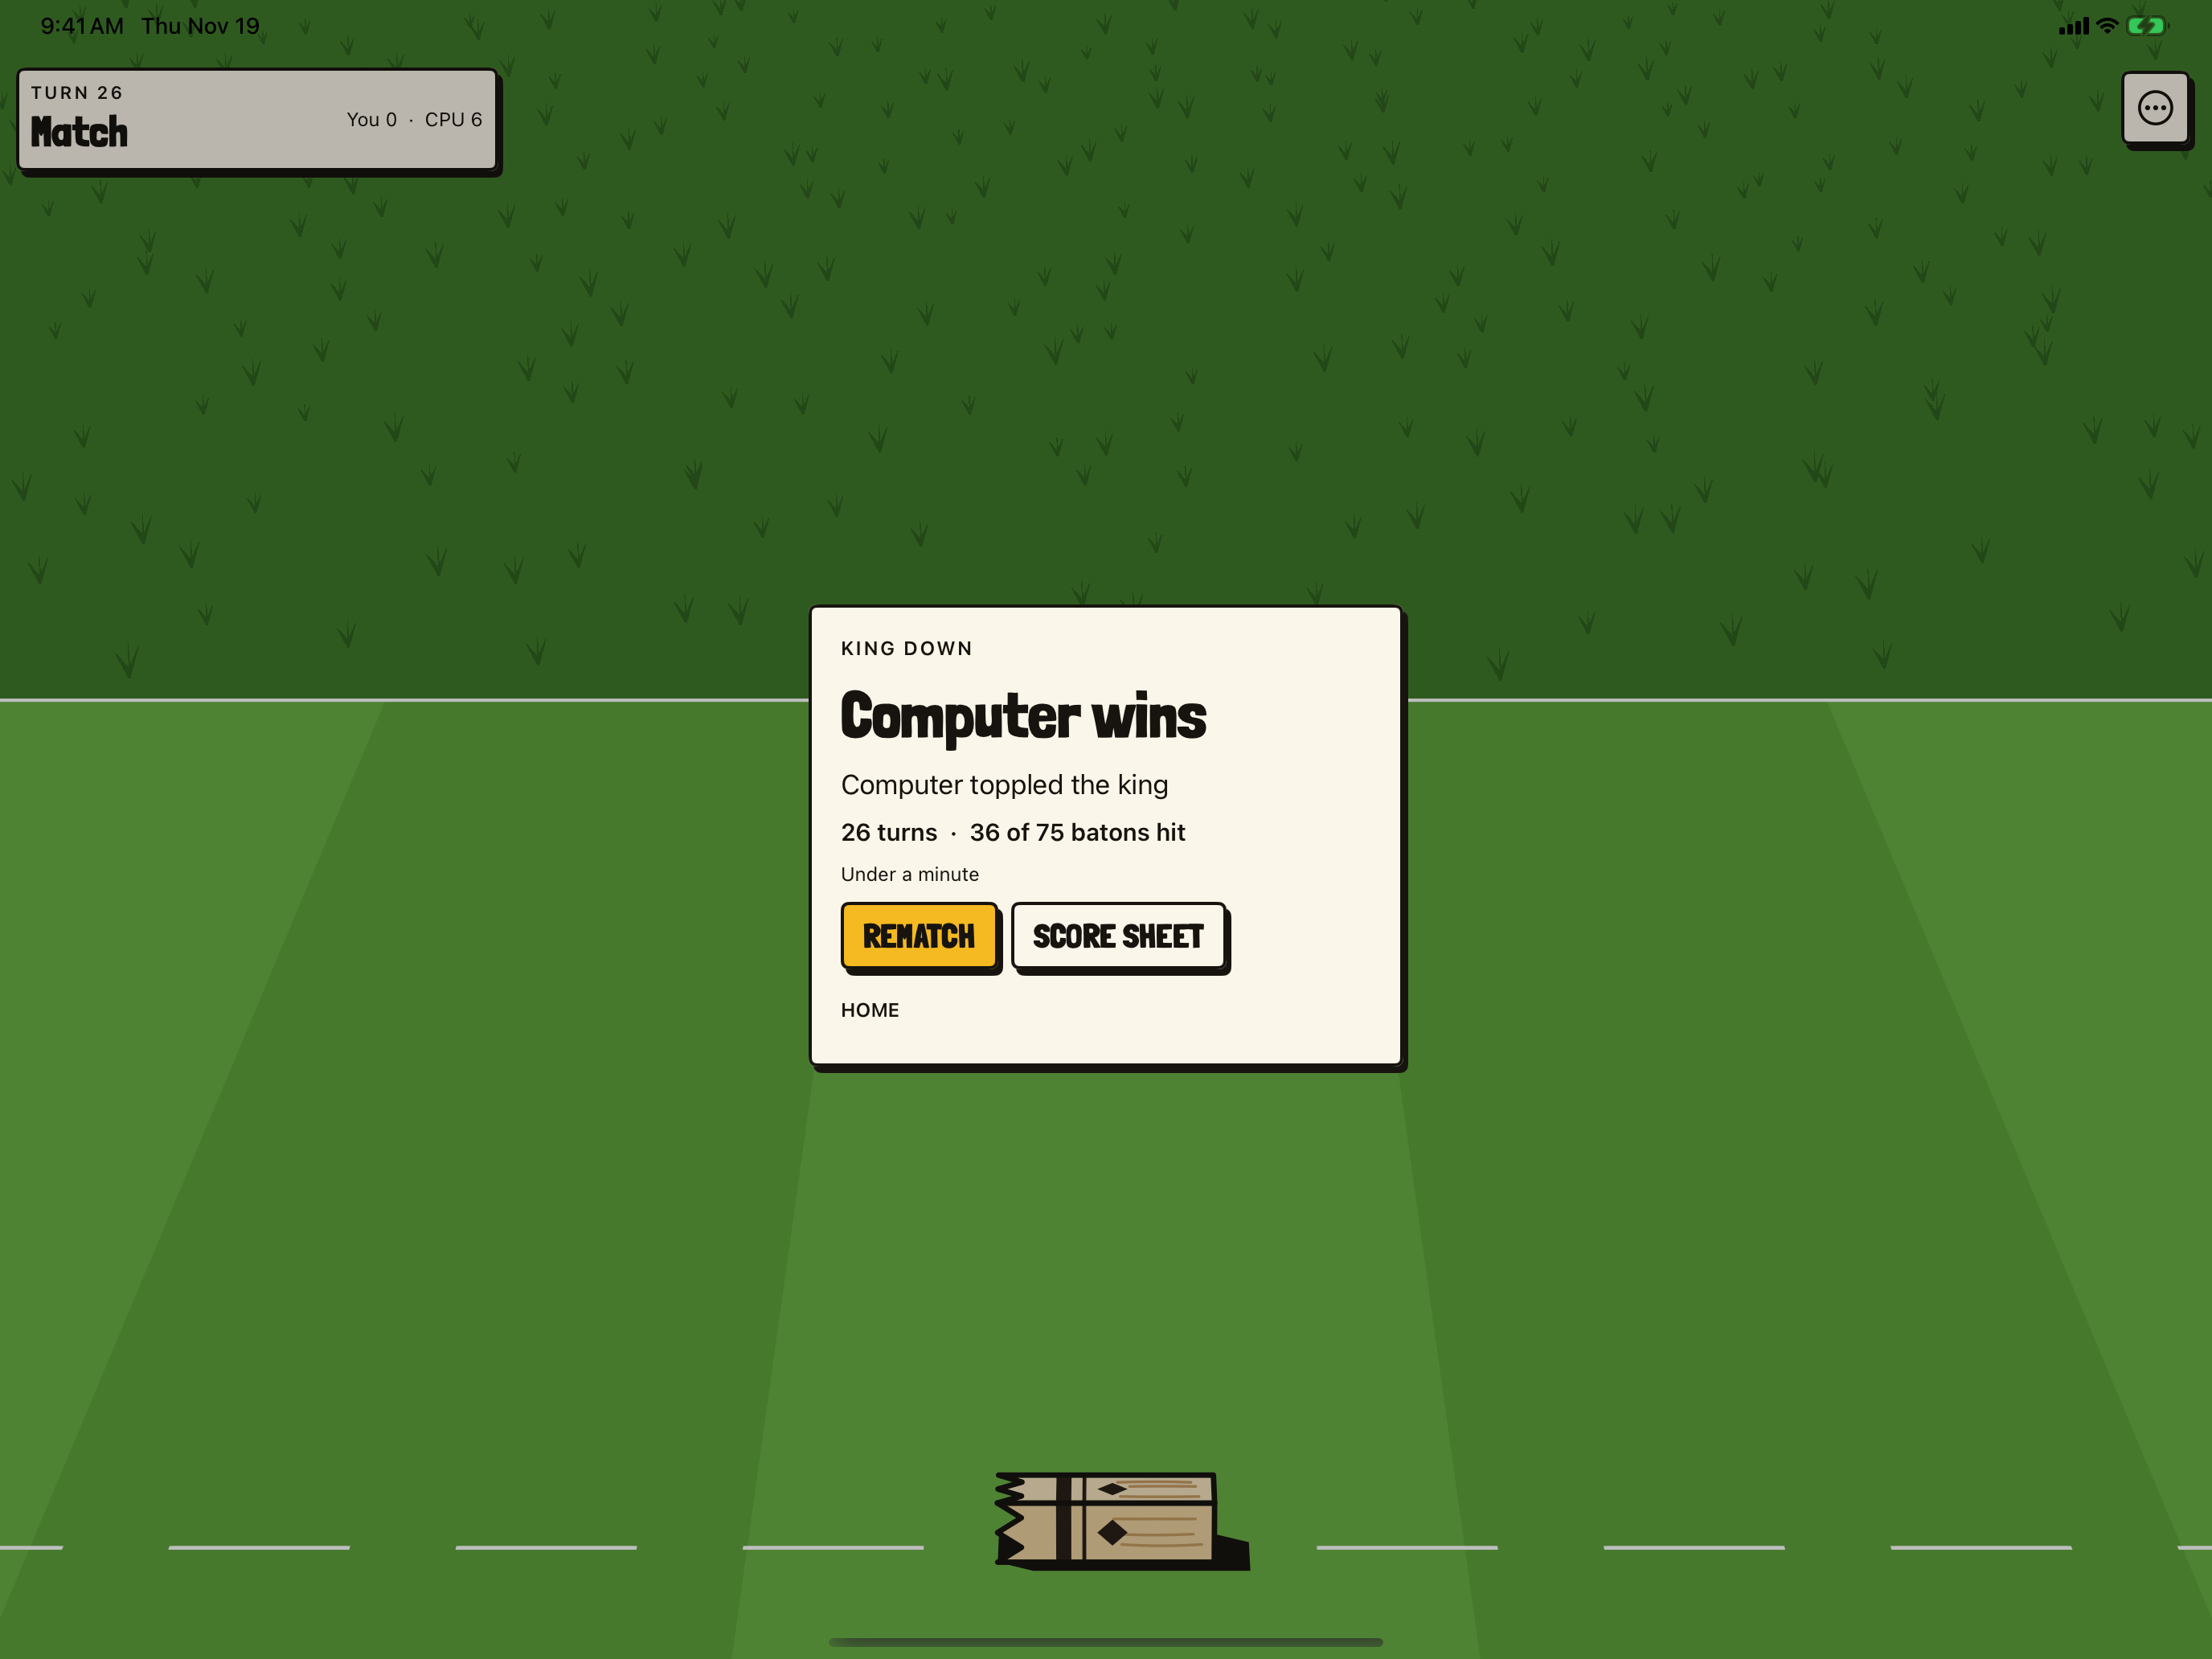 9:41 AM Thu Nov 19
TURN 26
Match
You 0 · CPU 6
KING DOWN
Computer wins
Computer toppled the king
26 turns · 36 of 75 batons hit
Under a minute
REMATCH
SCORE SHEET
HOME